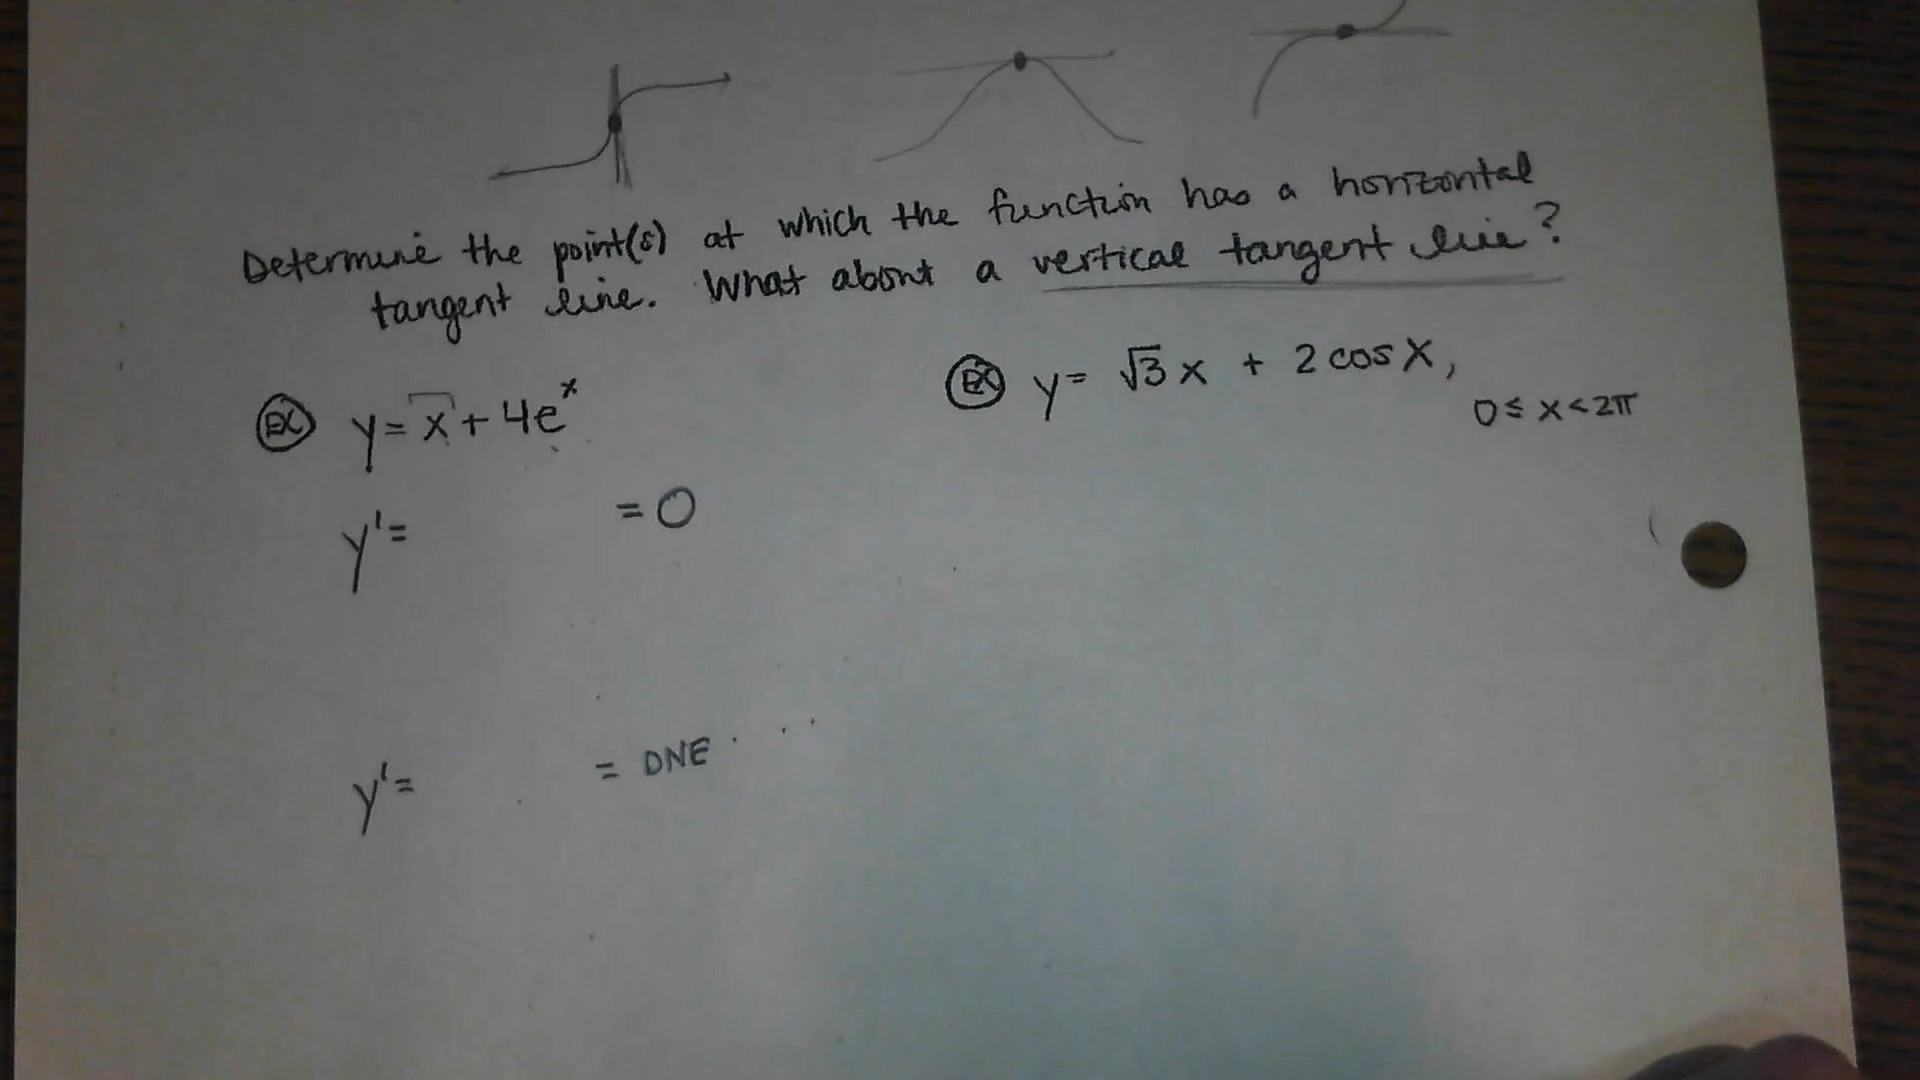 Determine the point(s) at which the function has a horizontal
tangent line. What about a vertical tangent line?
EX y = x + 4e^x
EX y = √3 x + 2 cos x,
0 ≤ x < 2π
y' = = 0
y' = = DNE